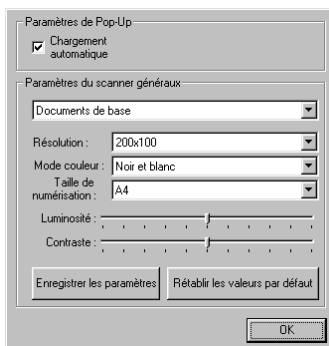 Paramètres de Pop-Up
Chargement
automatique
Paramètres du scanner généraux
Documents de base
Résolution :
200x100
Mode couleur :
Noir et blanc
Taille de
numérisation :
A4
Luminosité :
Contraste :
Enregistrer les paramètres
Rétablir les valeurs par défaut
OK